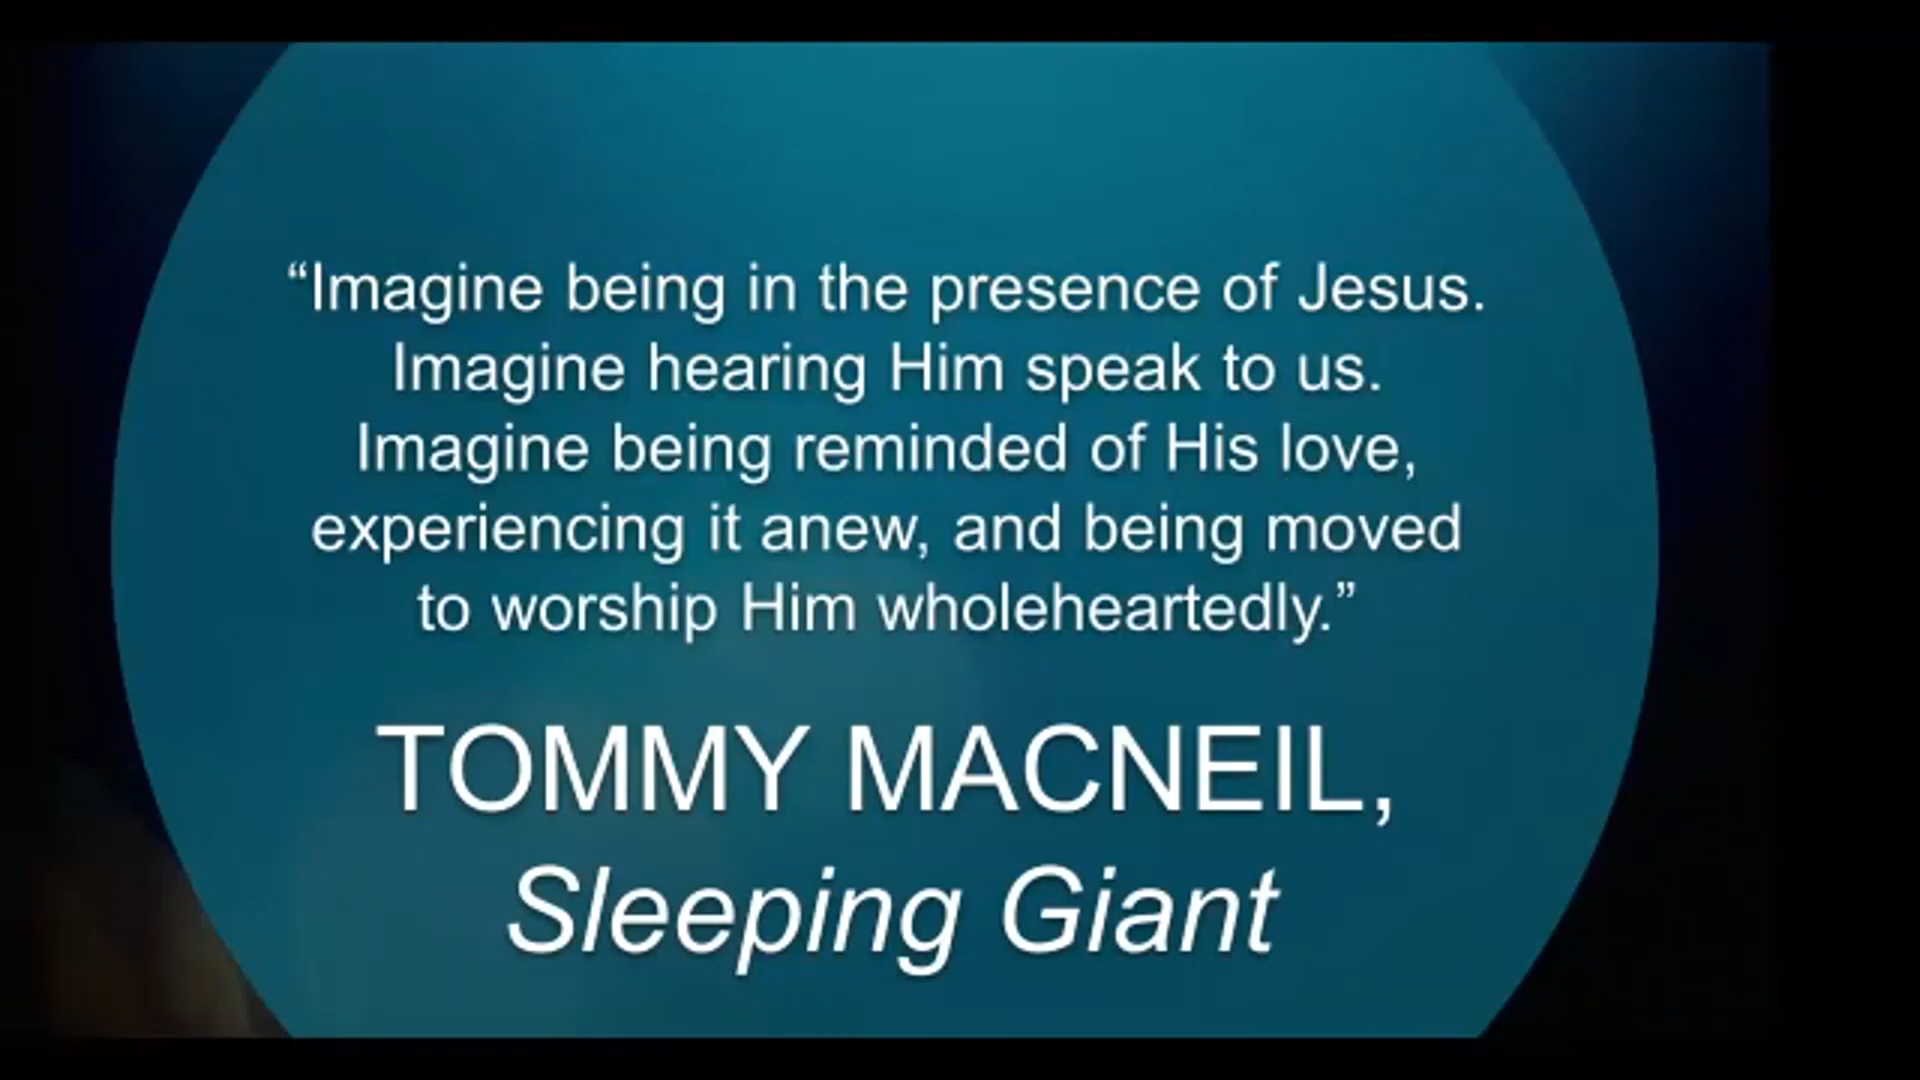 “Imagine being in the presence of Jesus.
Imagine hearing Him speak to us.
Imagine being reminded of His love,
experiencing it anew, and being moved
to worship Him wholeheartedly.”
TOMMY MACNEIL,
Sleeping Giant